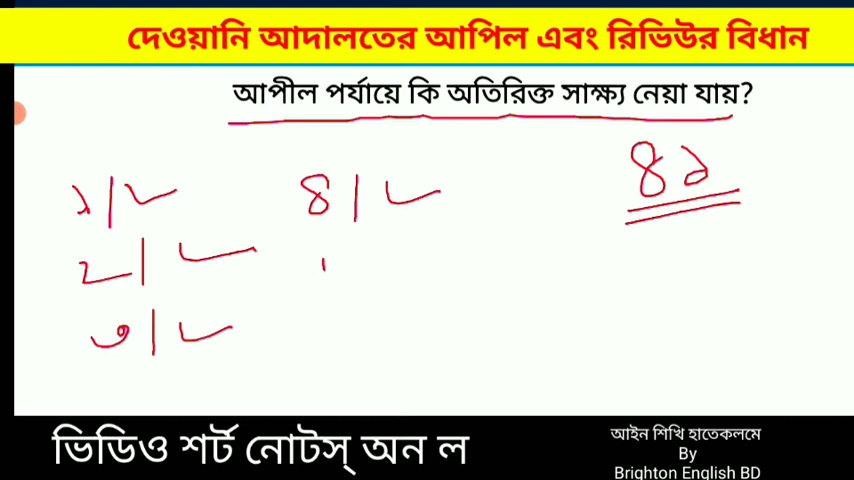 দেওয়ানি আদালতের আপিল এবং রিভিউর বিধান
আপীল পর্যায়ে কি অতিরিক্ত সাক্ষ্য নেয়া যায়?
৪১
১|
৪|
২|
৩|
ভিডিও শর্ট নোটস্ অন ল
আইন শিখি হাতেকলমে
By
Brighton English BD